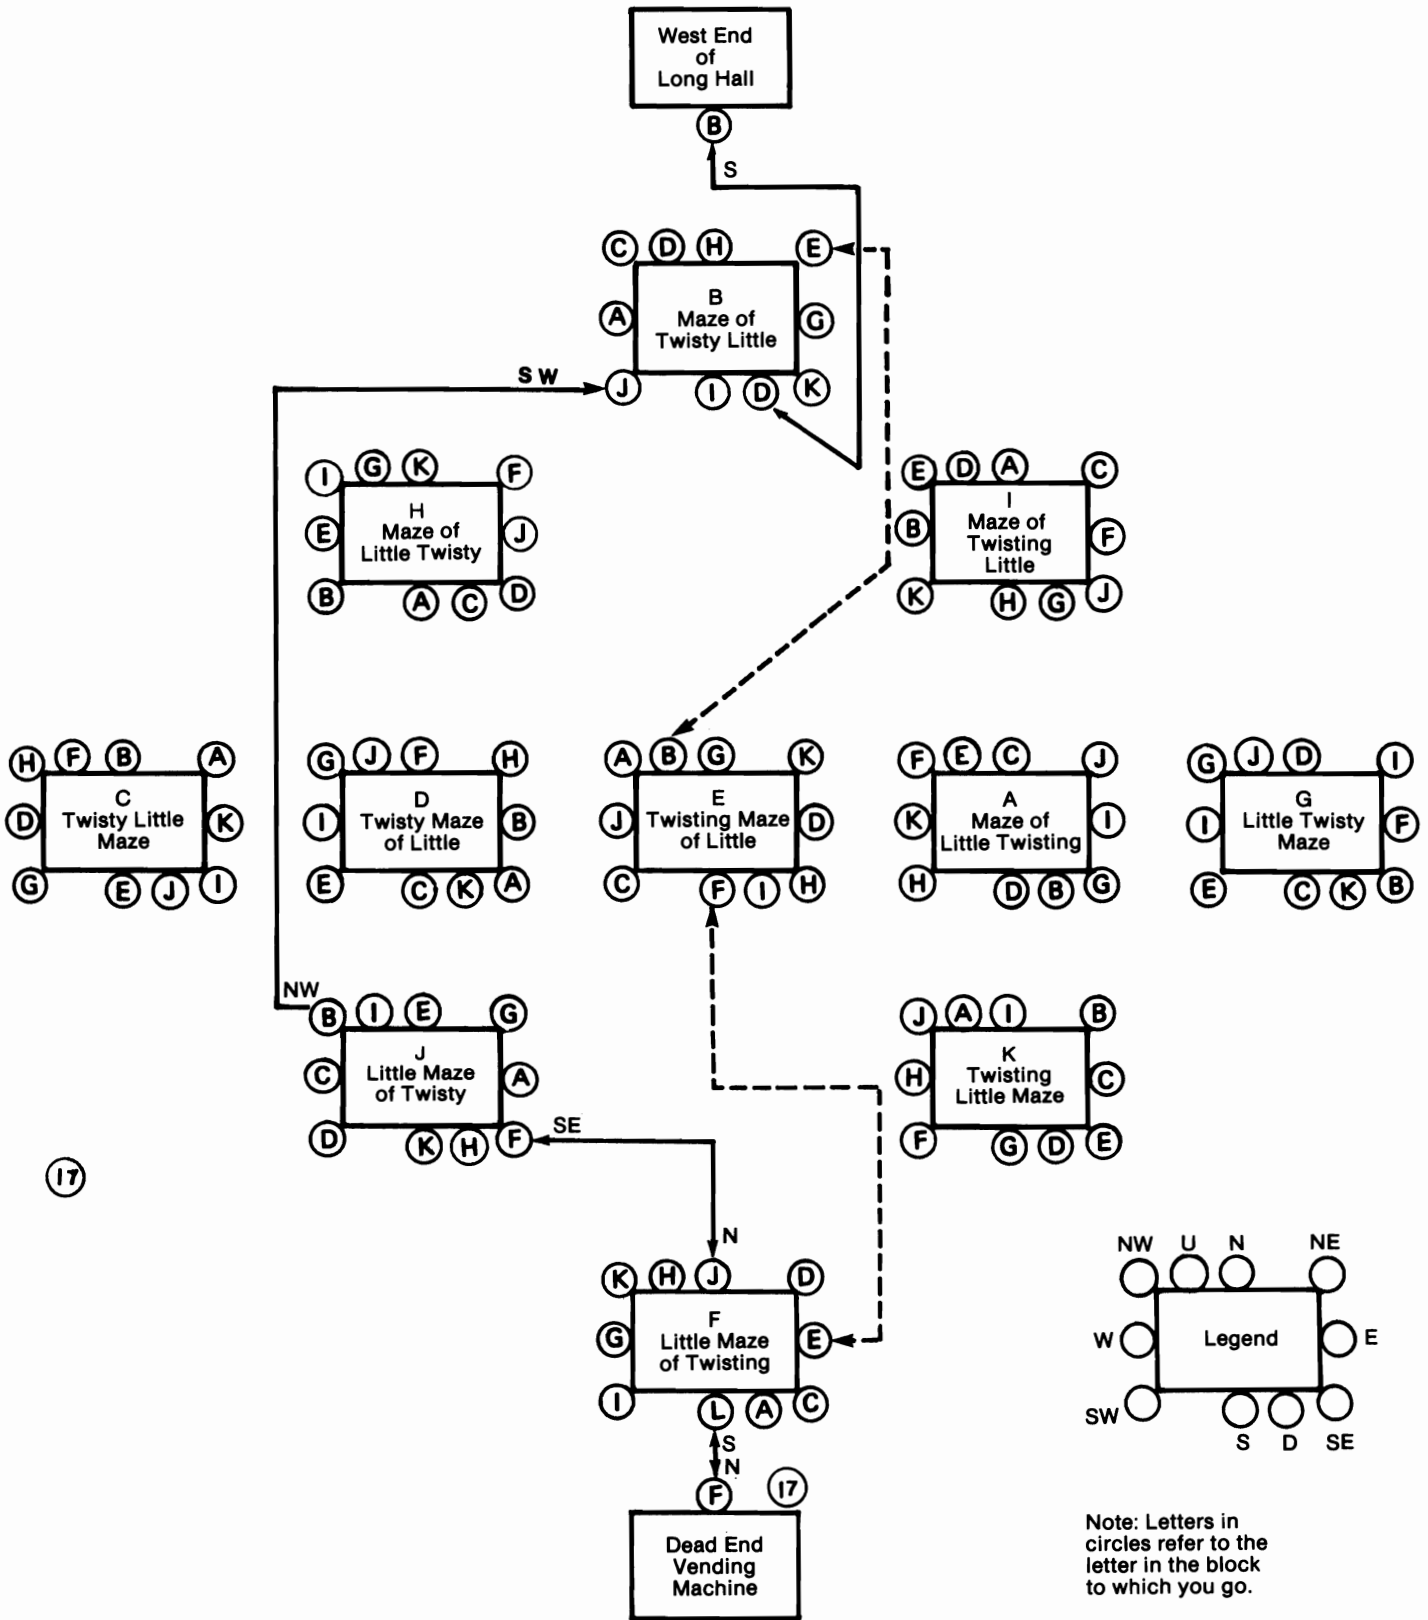 West End
of
Long Hall
B
S
C D H E
B
Maze of
Twisty Little
A G
J I D K
SW
I G K F
H
Maze of
Little Twisty
E J
B A C D
E D A C
I
Maze of
Twisting
Little
B F
K H G J
H F B A
C
Twisty Little
Maze
D K
G E J I
G J F H
D
Twisty Maze
of Little
I B
E C K A
A B G K
E
Twisting Maze
of Little
J D
C F I H
F E C J
A
Maze of
Little Twisting
K I
H D B G
G J D I
G
Little Twisty
Maze
I F
E C K B
NW
B I E G
J
Little Maze
of Twisty
C A
D K H F
SE
J A I B
K
Twisting
Little Maze
H C
F G D E
17
N
K H J D
F
Little Maze
of Twisting
G E
I L A C
S
N
F
17
Dead End
Vending
Machine
NW U N NE
W Legend E
SW S D SE
Note: Letters in
circles refer to the
letter in the block
to which you go.